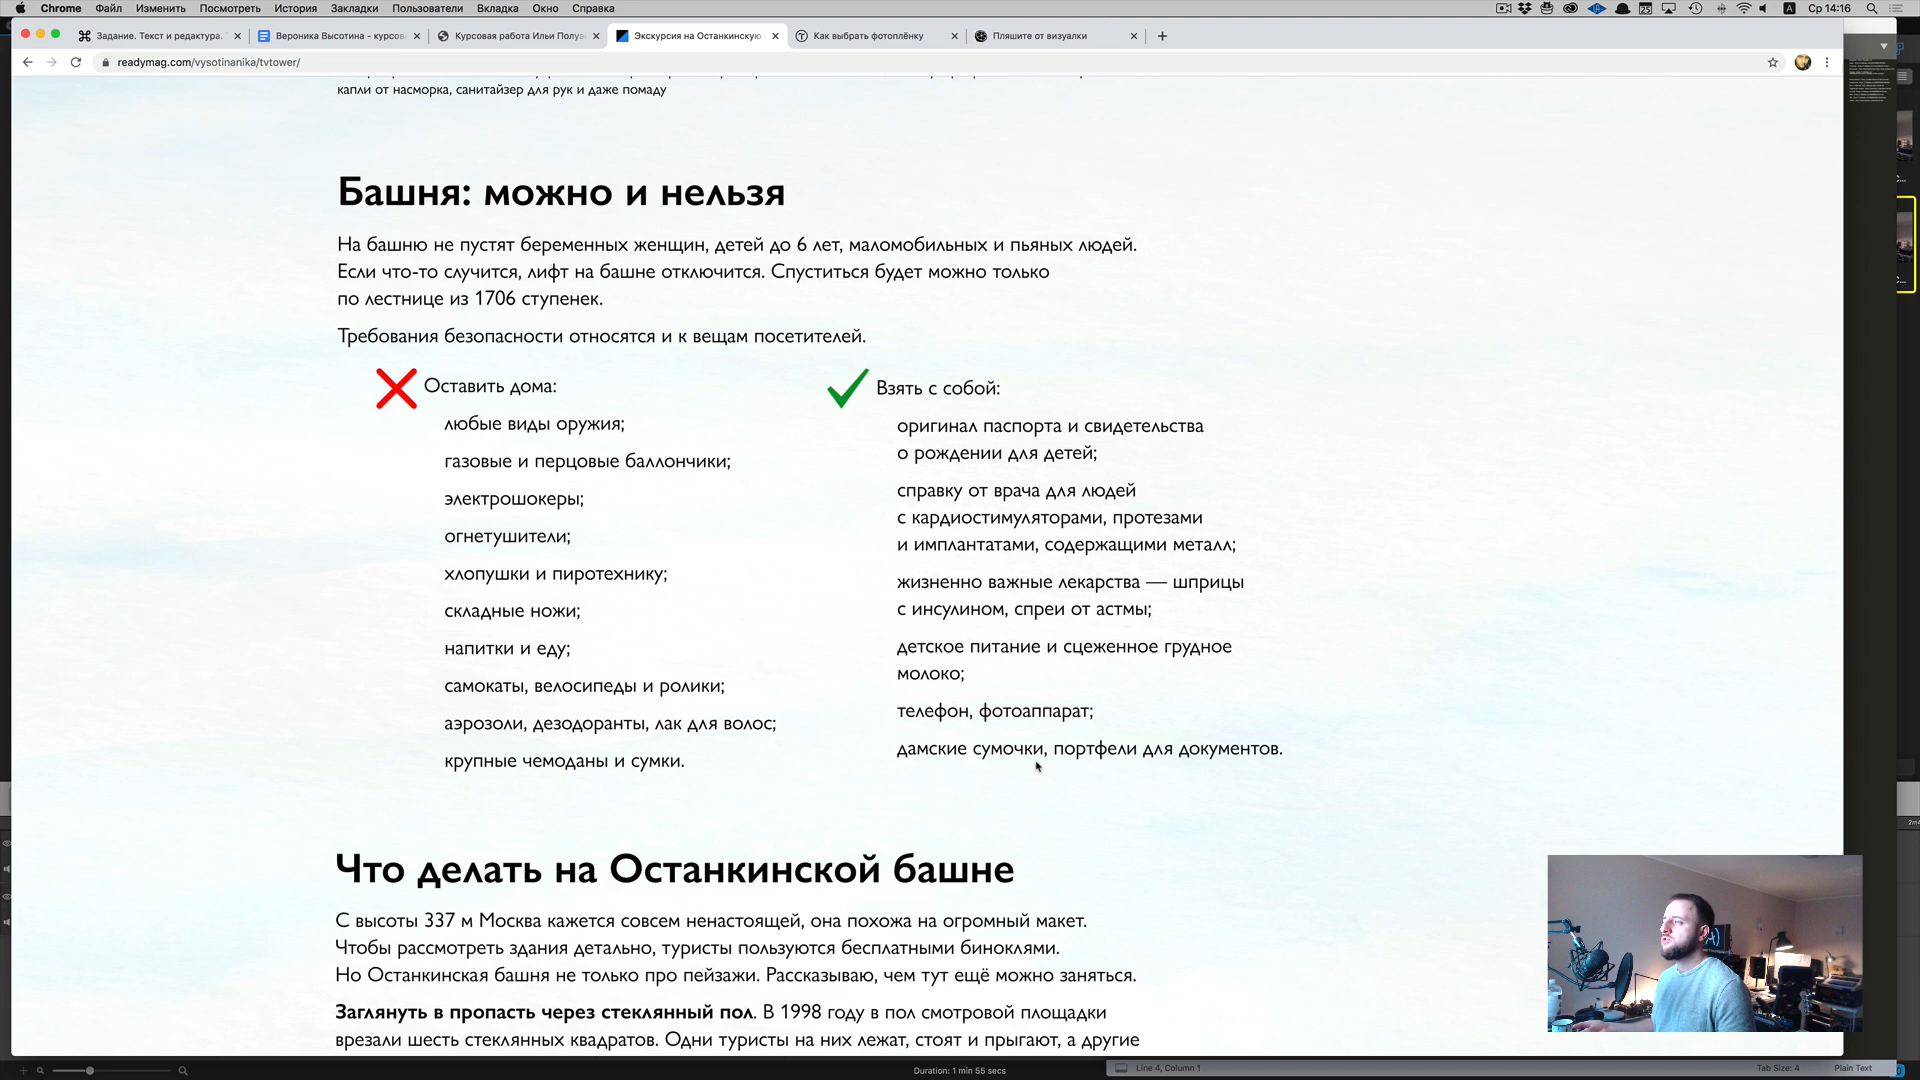 Chrome Файл Изменить Посмотреть История Закладки Пользователи Вкладка Окно Справка
25 A Ср 14:16
Задание. Текст и редактура.
Вероника Высотина - курсов
Курсовая работа Ильи Полуэ
Экскурсия на Останкинскую
Как выбрать фотоплёнку
Пляшите от визуалки
readymag.com/vysotinanika/tvtower/
капли от насморка, санитайзер для рук и даже помаду
Башня: можно и нельзя
На башню не пустят беременных женщин, детей до 6 лет, маломобильных и пьяных людей.
Если что-то случится, лифт на башне отключится. Спуститься будет можно только
по лестнице из 1706 ступенек.
Требования безопасности относятся и к вещам посетителей.
Оставить дома:
любые виды оружия;
газовые и перцовые баллончики;
электрошокеры;
огнетушители;
хлопушки и пиротехнику;
складные ножи;
напитки и еду;
самокаты, велосипеды и ролики;
аэрозоли, дезодоранты, лак для волос;
крупные чемоданы и сумки.
Взять с собой:
оригинал паспорта и свидетельства
о рождении для детей;
справку от врача для людей
с кардиостимуляторами, протезами
и имплантатами, содержащими металл;
жизненно важные лекарства — шприцы
с инсулином, спреи от астмы;
детское питание и сцеженное грудное
молоко;
телефон, фотоаппарат;
дамские сумочки, портфели для документов.
Что делать на Останкинской башне
С высоты 337 м Москва кажется совсем ненастоящей, она похожа на огромный макет.
Чтобы рассмотреть здания детально, туристы пользуются бесплатными биноклями.
Но Останкинская башня не только про пейзажи. Рассказываю, чем тут ещё можно заняться.
Заглянуть в пропасть через стеклянный пол. В 1998 году в пол смотровой площадки
врезали шесть стеклянных квадратов. Одни туристы на них лежат, стоят и прыгают, а другие
Duration: 1 min 55 secs
Line 4, Column 1
Tab Size: 4
Plain Text